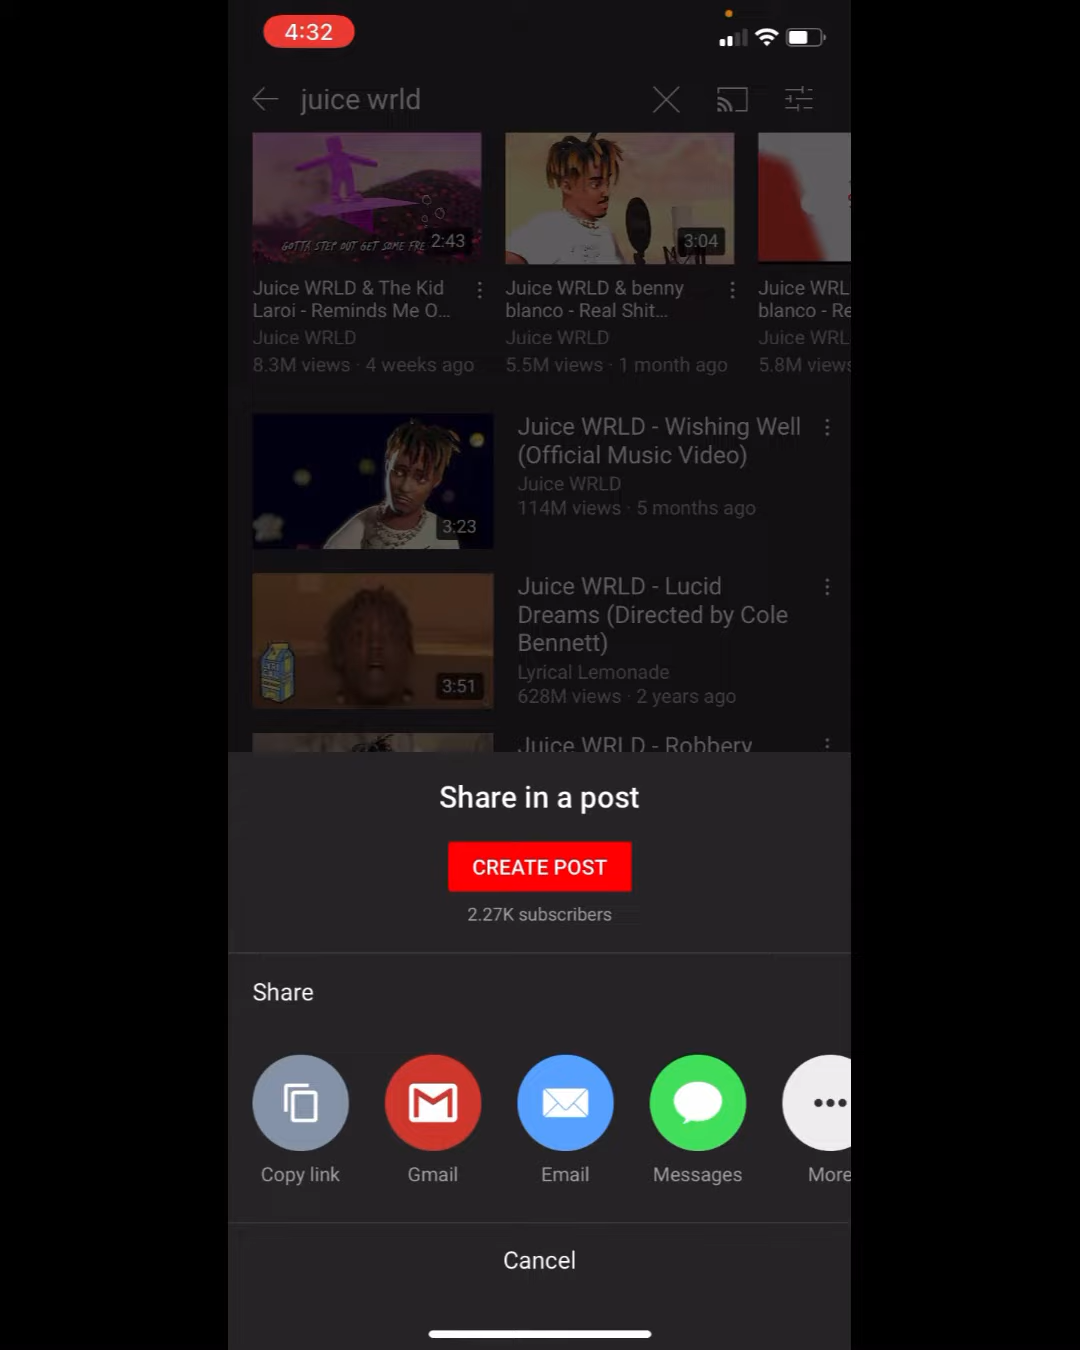 4:32
juice wrld
GOTTA STEP OUT GET SOME FRE
2:43
3:04
Juice WRLD & The Kid
Laroi - Reminds Me O...
Juice WRLD
8.3M views · 4 weeks ago
Juice WRLD & benny
blanco - Real Shit...
Juice WRLD
5.5M views · 1 month ago
Juice WRL
blanco - Re
Juice WRL
5.8M views
3:23
Juice WRLD - Wishing Well
(Official Music Video)
Juice WRLD
114M views · 5 months ago
3:51
Juice WRLD - Lucid
Dreams (Directed by Cole
Bennett)
Lyrical Lemonade
628M views · 2 years ago
Juice WRLD - Robbery
Share in a post
CREATE POST
2.27K subscribers
Share
Copy link
Gmail
Email
Messages
More
Cancel